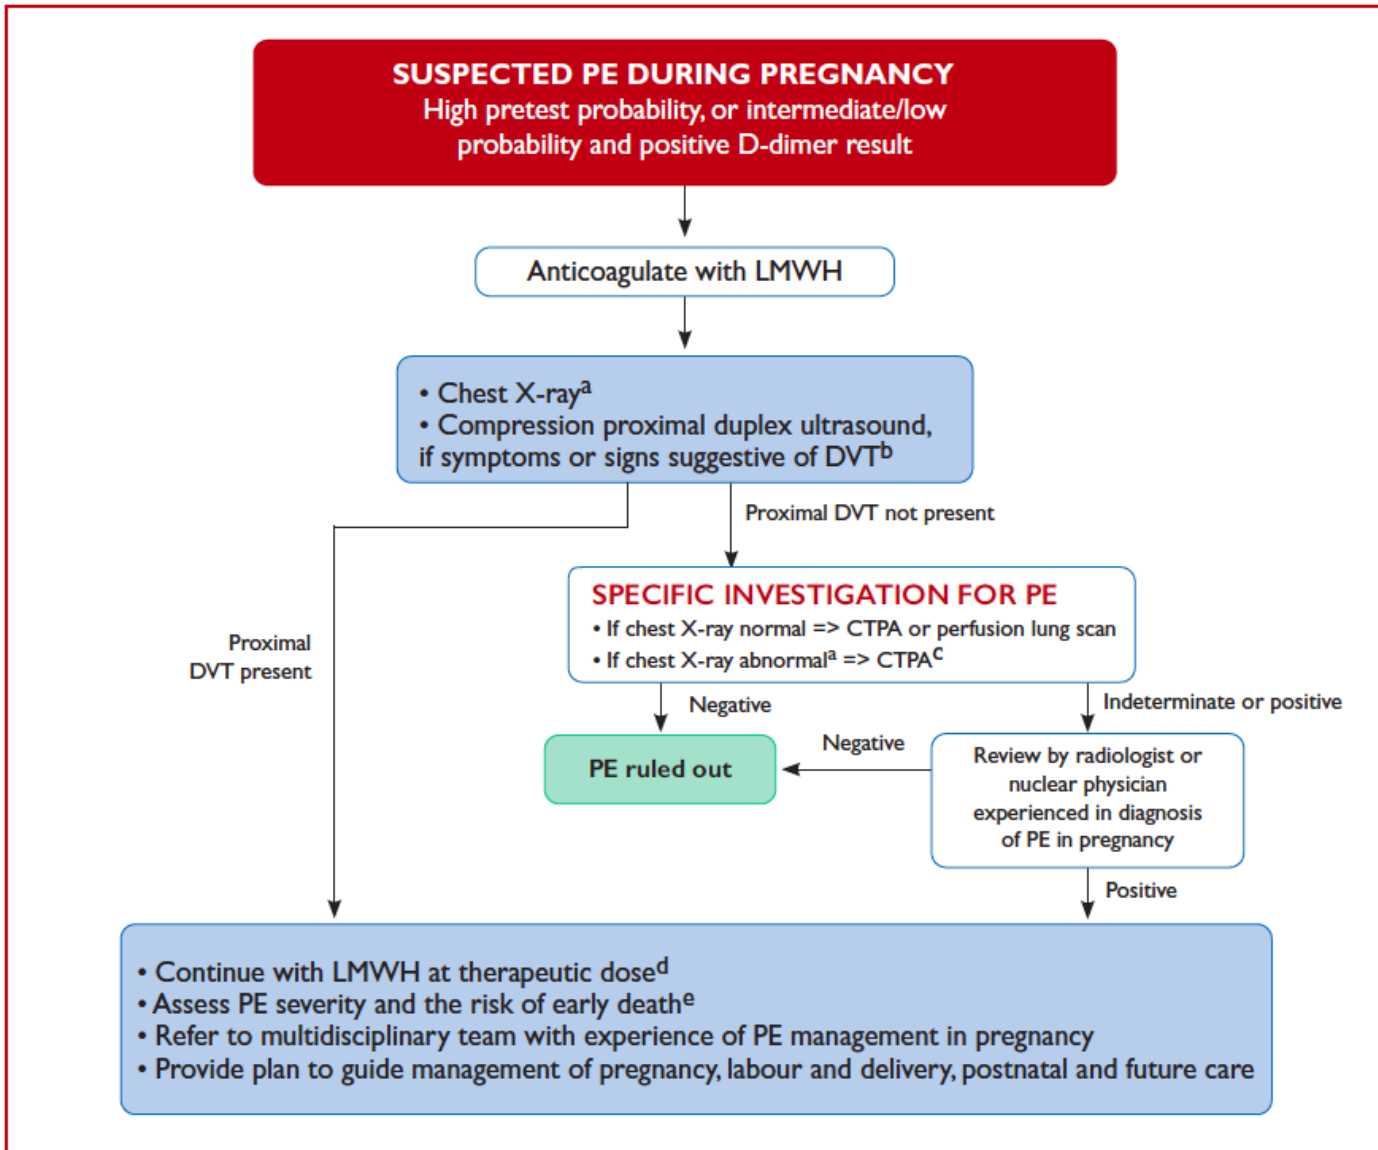 SUSPECTED PE DURING PREGNANCY
High pretest probability, or intermediate/low
probability and positive D-dimer result
Anticoagulate with LMWH
• Chest X-rayᵃ
• Compression proximal duplex ultrasound,
if symptoms or signs suggestive of DVTᵇ
Proximal DVT not present
SPECIFIC INVESTIGATION FOR PE
• If chest X-ray normal => CTPA or perfusion lung scan
• If chest X-ray abnormalᵃ => CTPAᶜ
Proximal
DVT present
Negative
Indeterminate or positive
PE ruled out
Negative
Review by radiologist or
nuclear physician
experienced in diagnosis
of PE in pregnancy
Positive
• Continue with LMWH at therapeutic doseᵈ
• Assess PE severity and the risk of early deathᵉ
• Refer to multidisciplinary team with experience of PE management in pregnancy
• Provide plan to guide management of pregnancy, labour and delivery, postnatal and future care